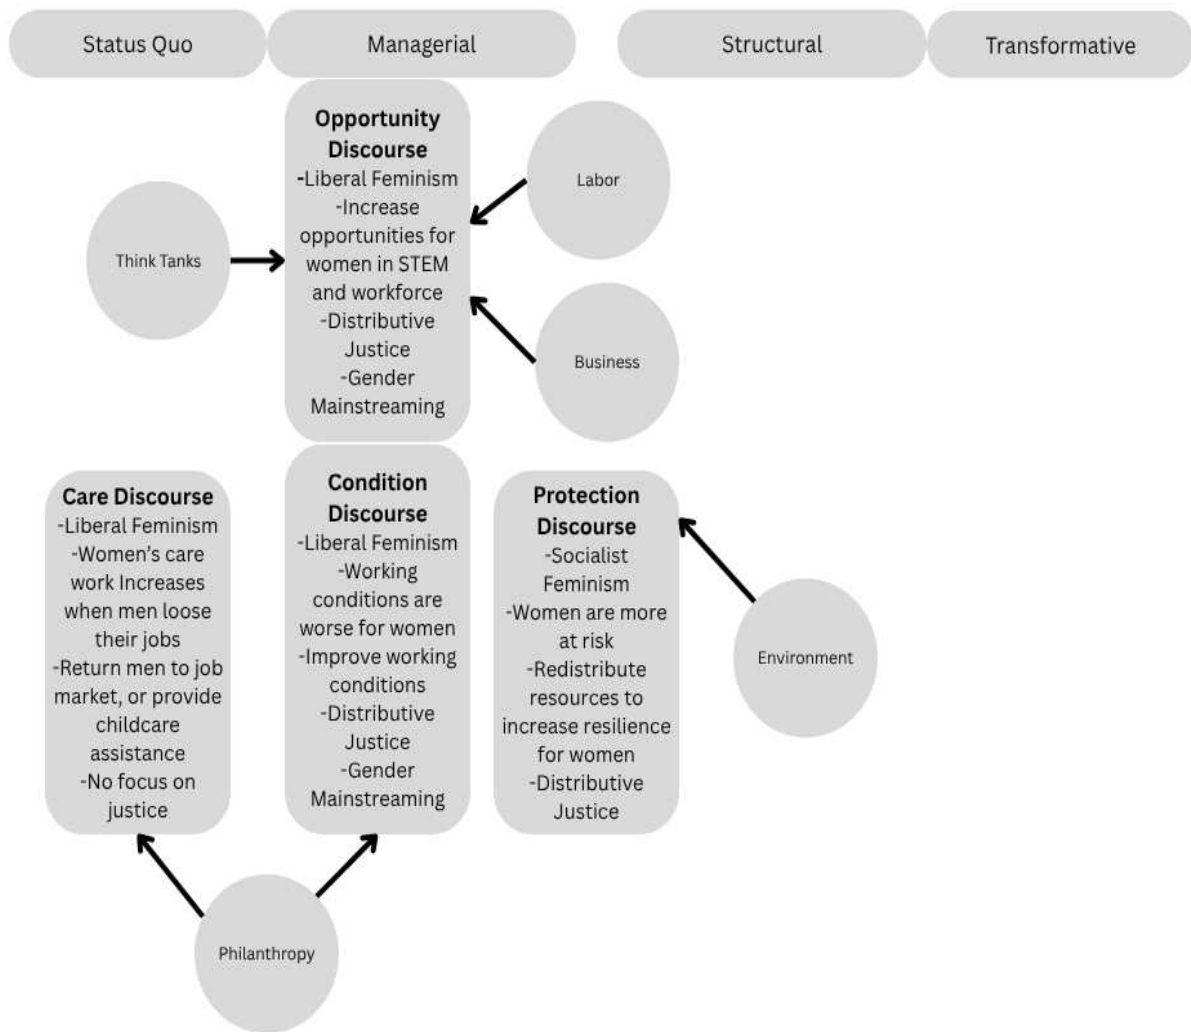 Status Quo
Managerial
Structural
Transformative
Opportunity
Discourse
-Liberal Feminism
-Increase
opportunities for
women in STEM
and workforce
-Distributive
Justice
-Gender
Mainstreaming
Think Tanks
Labor
Business
Care Discourse
-Liberal Feminism
-Women’s care
work Increases
when men loose
their jobs
-Return men to job
market, or provide
childcare
assistance
-No focus on
justice
Condition
Discourse
-Liberal Feminism
-Working
conditions are
worse for women
-Improve working
conditions
-Distributive
Justice
-Gender
Mainstreaming
Protection
Discourse
-Socialist
Feminism
-Women are more
at risk
-Redistribute
resources to
increase resilience
for women
-Distributive
Justice
Environment
Philanthropy